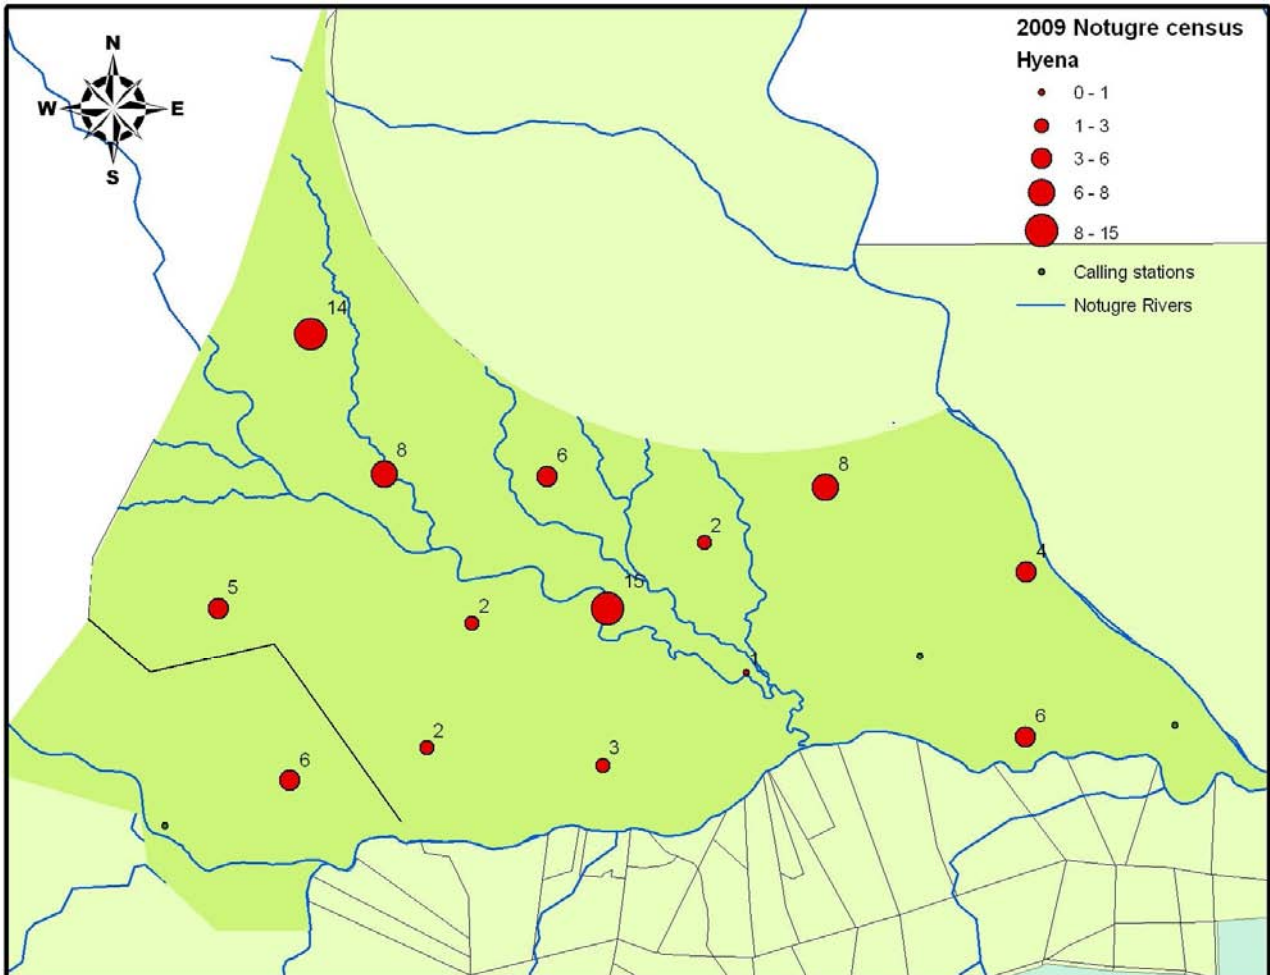 2009 Notugre census
Hyena
0 - 1
1 - 3
3 - 6
6 - 8
8 - 15
Calling stations
Notugre Rivers
N
W E
S
14
8
6
8
2
4
5
2
15
1
2
3
6
6